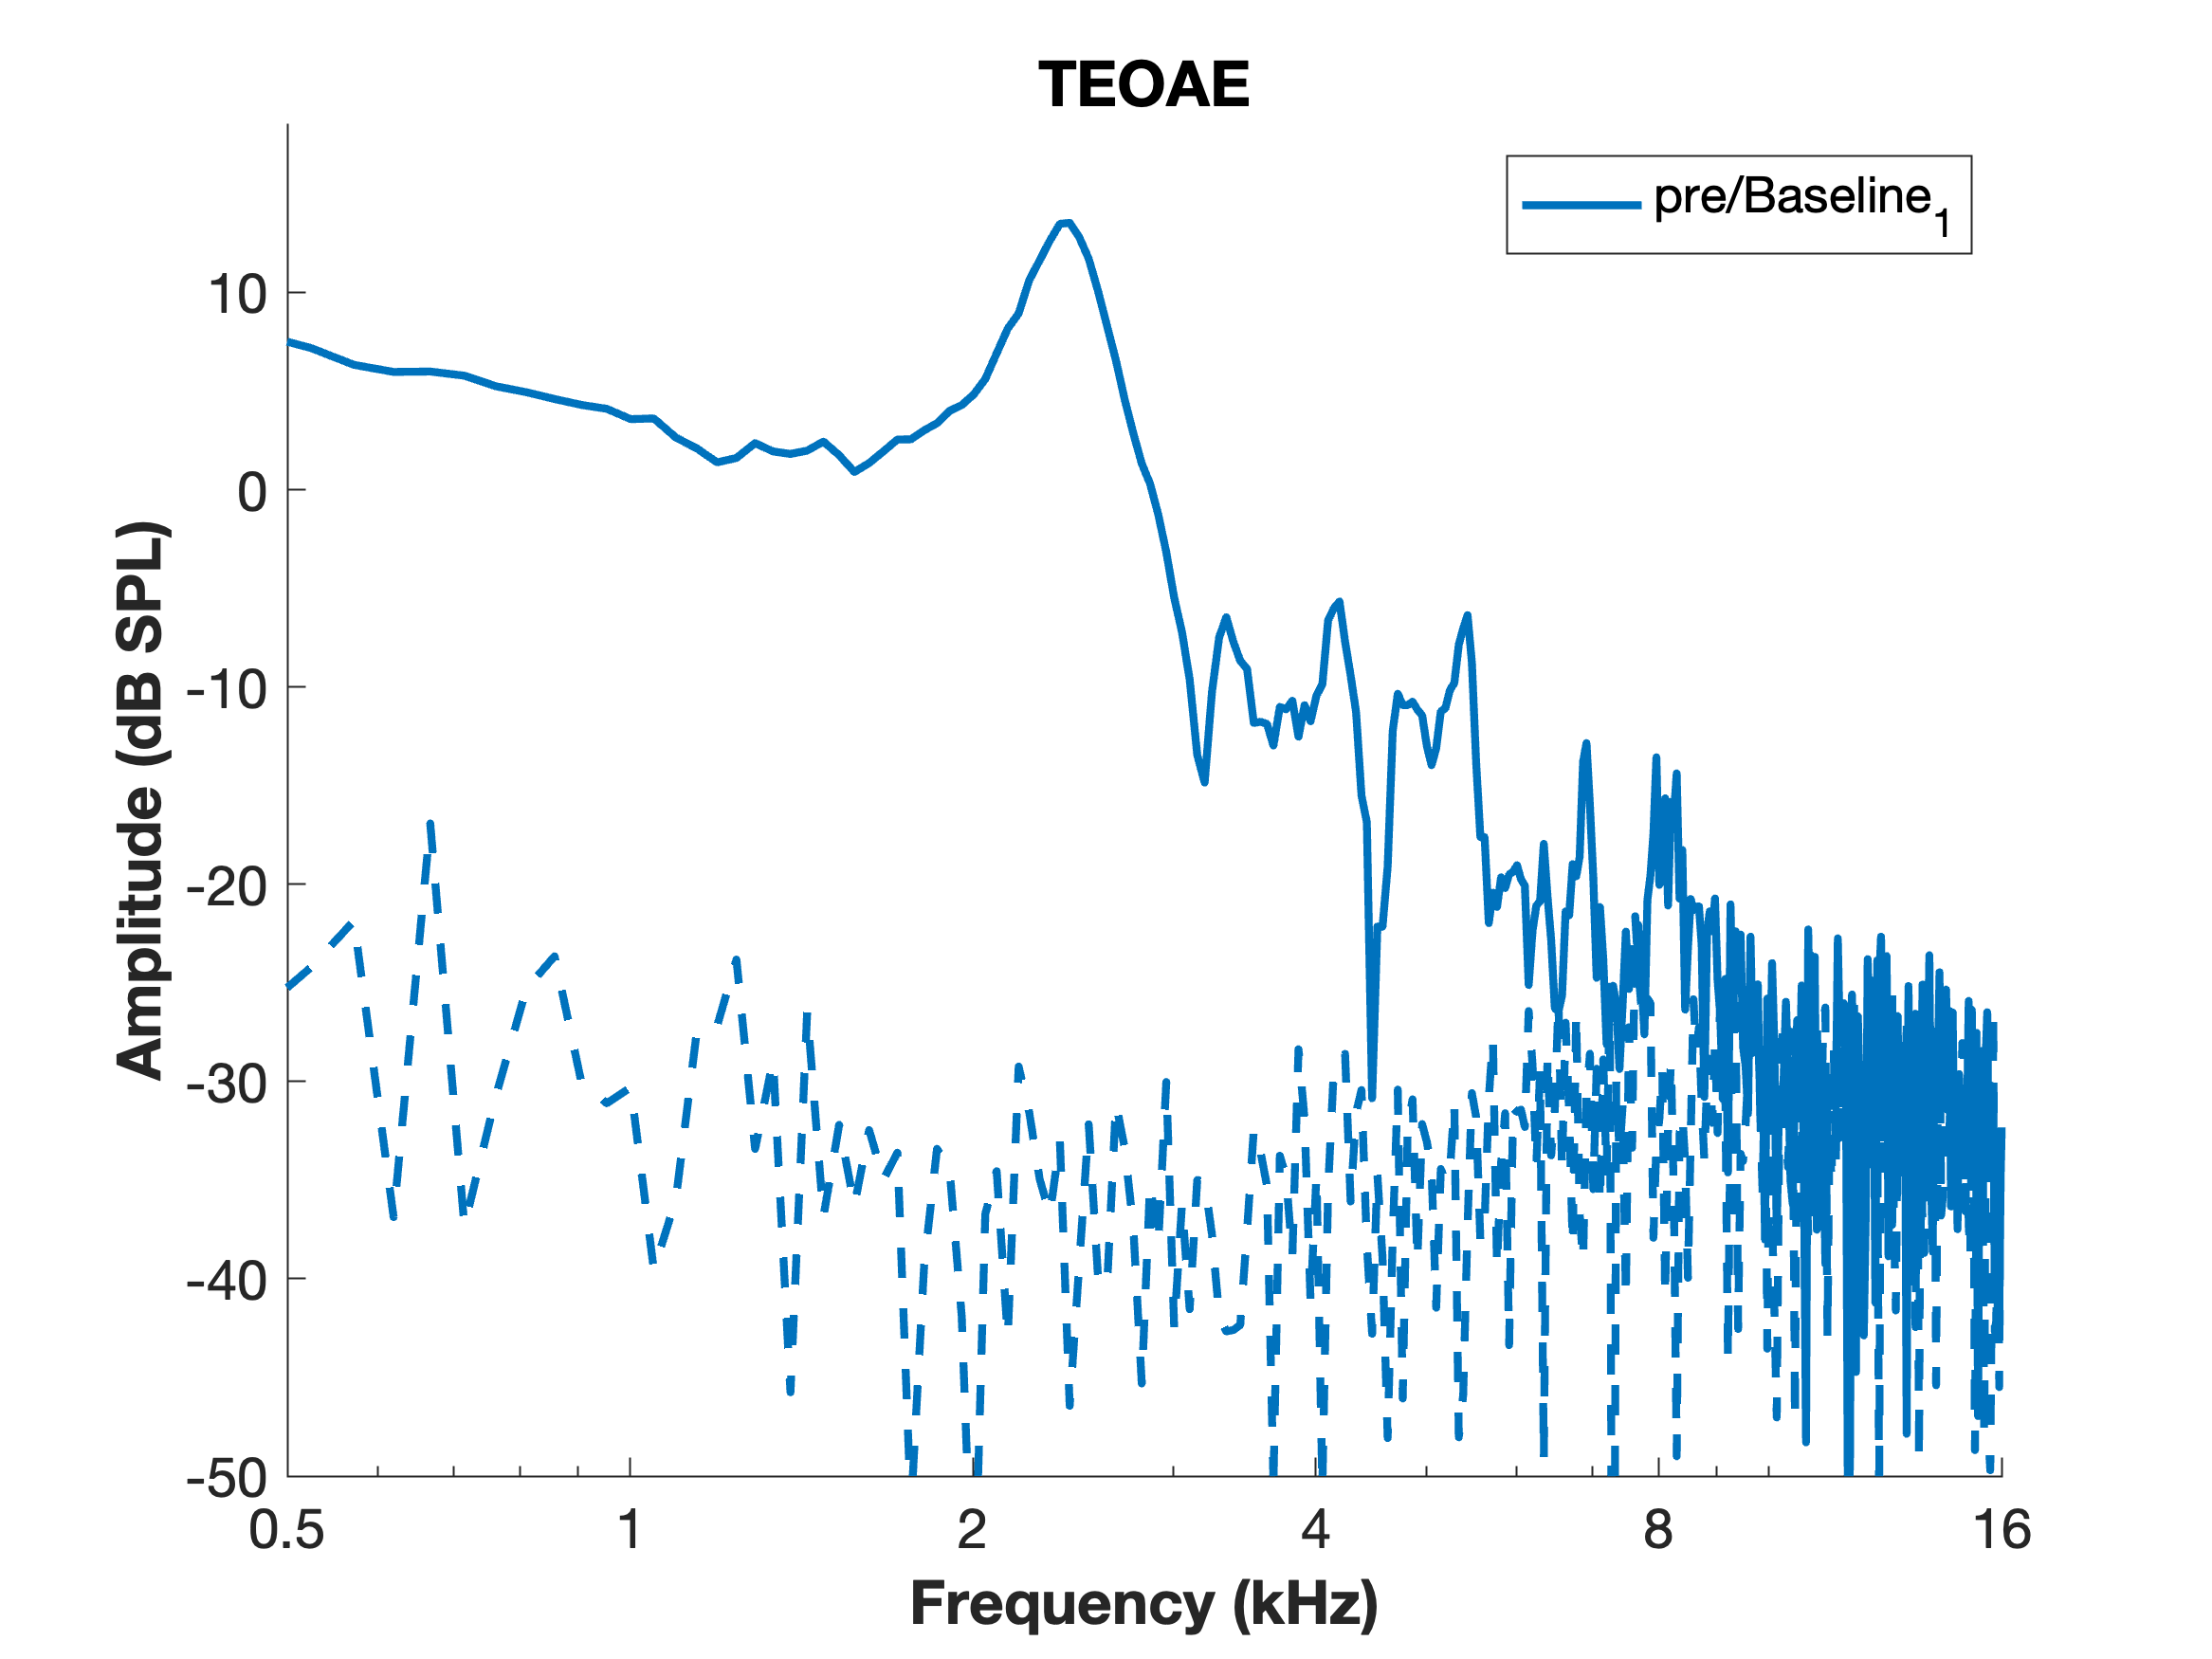 TEOAE
pre/Baseline₁
10
0
-10
-20
-30
-40
-50
Amplitude (dB SPL)
0.5 1 2 4 8 16
Frequency (kHz)